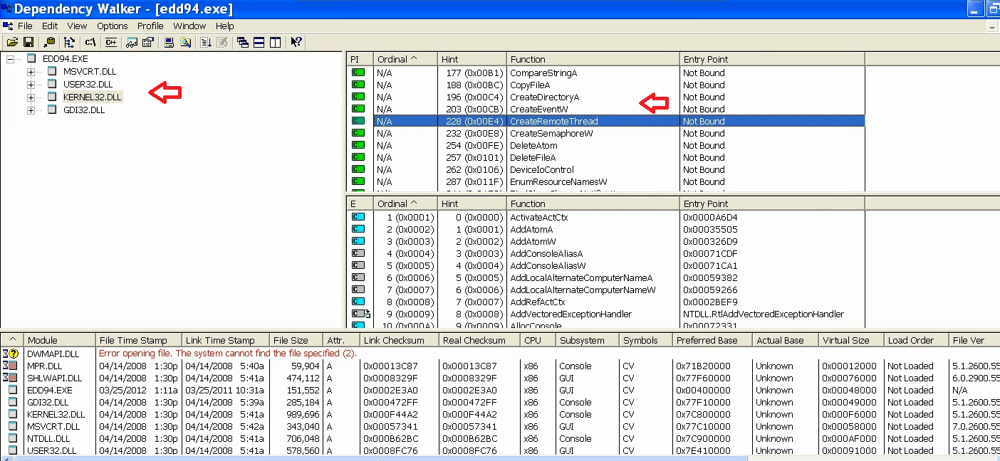 Dependency Walker - [edd94.exe]
File Edit View Options Profile Window Help
C:\ C++
EDD94.EXE
MSVCRT.DLL
USER32.DLL
KERNEL32.DLL
GDI32.DLL
PI Ordinal ^ Hint Function Entry Point
C N/A 177 (0x00B1) CompareStringA Not Bound
C N/A 188 (0x00BC) CopyFileA Not Bound
C N/A 196 (0x00C4) CreateDirectoryA Not Bound
C N/A 203 (0x00CB) CreateEventW Not Bound
C N/A 228 (0x00E4) CreateRemoteThread Not Bound
C N/A 232 (0x00E8) CreateSemaphoreW Not Bound
C N/A 254 (0x00FE) DeleteAtom Not Bound
C N/A 257 (0x0101) DeleteFileA Not Bound
C N/A 262 (0x0106) DeviceIoControl Not Bound
C N/A 287 (0x011F) EnumResourceNamesW Not Bound
E Ordinal ^ Hint Function Entry Point
C 1 (0x0001) 0 (0x0000) ActivateActCtx 0x0000A6D4
C 2 (0x0002) 1 (0x0001) AddAtomA 0x00035505
C 3 (0x0003) 2 (0x0002) AddAtomW 0x000326D9
C 4 (0x0004) 3 (0x0003) AddConsoleAliasA 0x00071CDF
C 5 (0x0005) 4 (0x0004) AddConsoleAliasW 0x00071CA1
C 6 (0x0006) 5 (0x0005) AddLocalAlternateComputerNameA 0x00059382
C 7 (0x0007) 6 (0x0006) AddLocalAlternateComputerNameW 0x00059266
C 8 (0x0008) 7 (0x0007) AddRefActCtx 0x0002BEF9
C 9 (0x0009) 8 (0x0008) AddVectoredExceptionHandler NTDLL.RtlAddVectoredExceptionHandler
C 10 (0x000A) 9 (0x0009) AllocConsole 0x00072331
^ Module File Time Stamp Link Time Stamp File Size Attr. Link Checksum Real Checksum CPU Subsystem Symbols Preferred Base Actual Base Virtual Size Load Order File Ver
? DWMAPI.DLL Error opening file. The system cannot find the file specified (2).
MPR.DLL 04/14/2008 1:30p 04/14/2008 5:40a 59,904 A 0x00013C87 0x00013C87 x86 Console CV 0x71B20000 Unknown 0x00012000 Not Loaded 5.1.2600.55
SHLWAPI.DLL 04/14/2008 1:30p 04/14/2008 5:41a 474,112 A 0x0008329F 0x0008329F x86 GUI CV 0x77F60000 Unknown 0x00076000 Not Loaded 6.0.2900.55
EDD94.EXE 03/25/2012 1:11a 03/25/2011 10:31a 151,552 A 0x0002E3A0 0x0002E3A0 x86 GUI CV 0x00400000 Unknown 0x00048000 Not Loaded N/A
GDI32.DLL 04/14/2008 1:30p 04/14/2008 5:39a 285,184 A 0x000472FF 0x000472FF x86 Console CV 0x77F10000 Unknown 0x00049000 Not Loaded 5.1.2600.55
KERNEL32.DLL 04/14/2008 1:30p 04/14/2008 5:41a 989,696 A 0x000F44A2 0x000F44A2 x86 Console CV 0x7C800000 Unknown 0x000F6000 Not Loaded 5.1.2600.55
MSVCRT.DLL 04/14/2008 1:30p 04/14/2008 5:42a 343,040 A 0x00057341 0x00057341 x86 GUI CV 0x77C10000 Unknown 0x00058000 Not Loaded 7.0.2600.55
NTDLL.DLL 04/14/2008 1:30p 04/14/2008 5:41a 706,048 A 0x000B62BC 0x000B62BC x86 Console CV 0x7C900000 Unknown 0x000AF000 Not Loaded 5.1.2600.55
USER32.DLL 04/14/2008 1:30p 04/14/2008 5:41a 578,560 A 0x0008FC76 0x0008FC76 x86 GUI CV 0x7E410000 Unknown 0x00091000 Not Loaded 5.1.2600.55